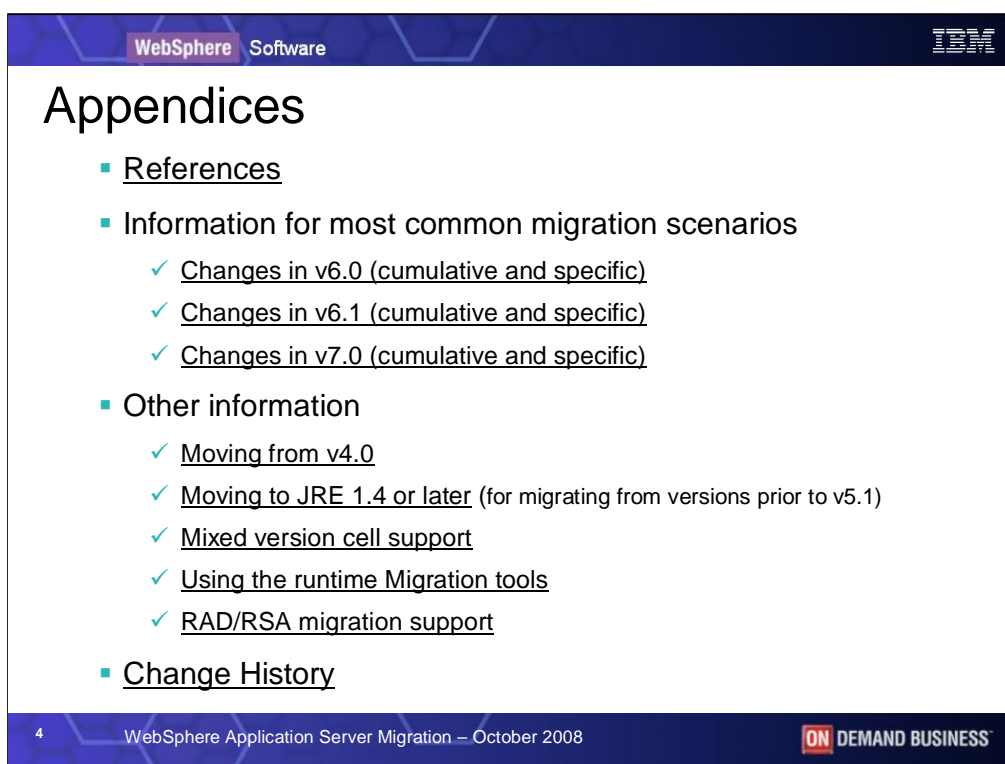 WebSphere Software
IBM
Appendices
▪ References
▪ Information for most common migration scenarios
✓ Changes in v6.0 (cumulative and specific)
✓ Changes in v6.1 (cumulative and specific)
✓ Changes in v7.0 (cumulative and specific)
▪ Other information
✓ Moving from v4.0
✓ Moving to JRE 1.4 or later (for migrating from versions prior to v5.1)
✓ Mixed version cell support
✓ Using the runtime Migration tools
✓ RAD/RSA migration support
▪ Change History
4
WebSphere Application Server Migration – October 2008
ON DEMAND BUSINESS